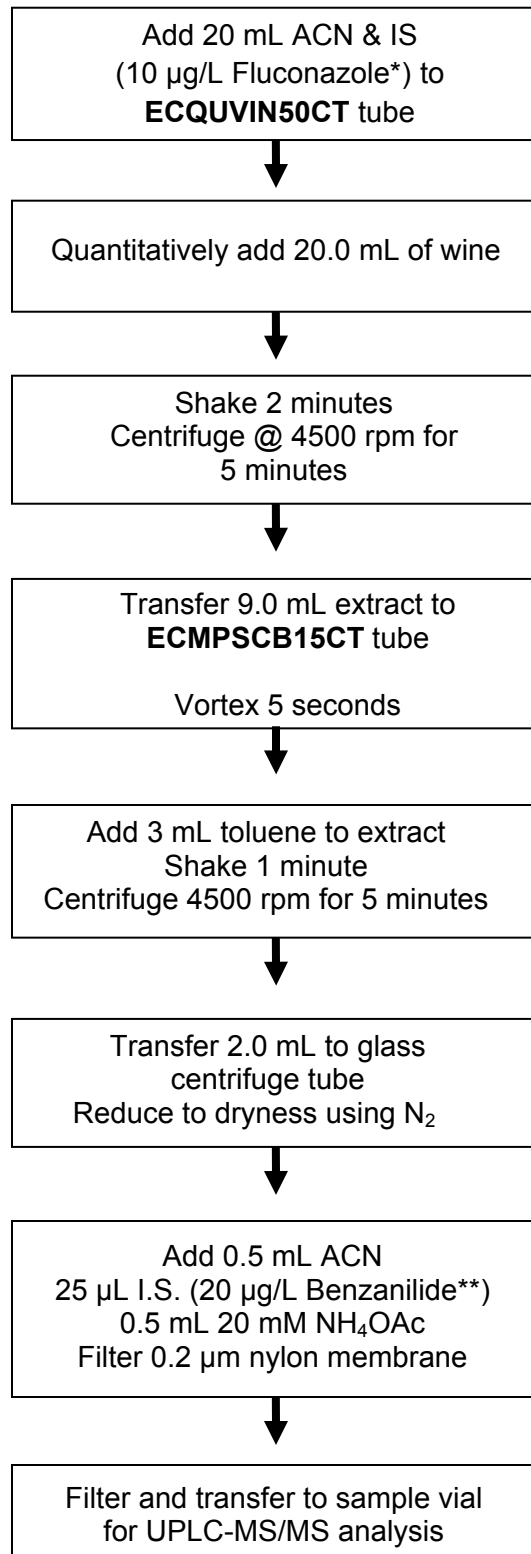 Add 20 mL ACN & IS
(10 µg/L Fluconazole*) to
ECQUVIN50CT tube
Quantitatively add 20.0 mL of wine
Shake 2 minutes
Centrifuge @ 4500 rpm for
5 minutes
Transfer 9.0 mL extract to
ECMPSCB15CT tube
Vortex 5 seconds
Add 3 mL toluene to extract
Shake 1 minute
Centrifuge 4500 rpm for 5 minutes
Transfer 2.0 mL to glass
centrifuge tube
Reduce to dryness using N₂
Add 0.5 mL ACN
25 µL I.S. (20 µg/L Benzanilide**)
0.5 mL 20 mM NH₄OAc
Filter 0.2 µm nylon membrane
Filter and transfer to sample vial
for UPLC-MS/MS analysis